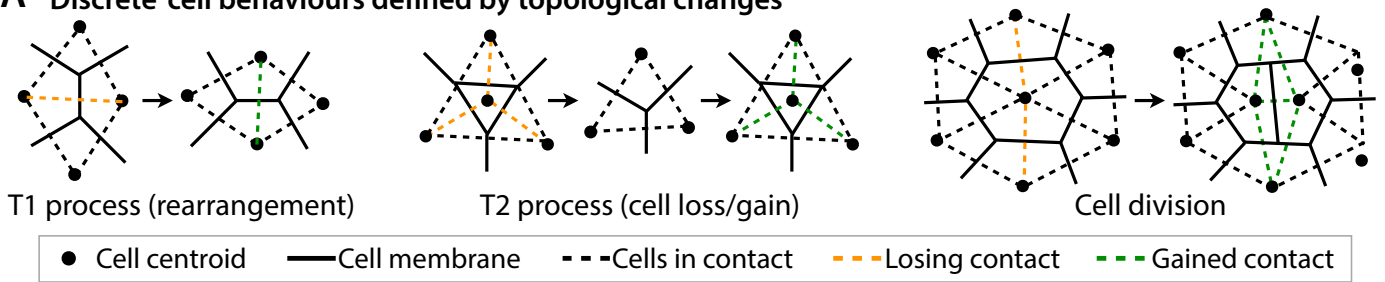 A Discrete cell behaviours defined by topological changes
T1 process (rearrangement)
T2 process (cell loss/gain)
Cell division
Cell centroid
Cell membrane
Cells in contact
Losing contact
Gained contact